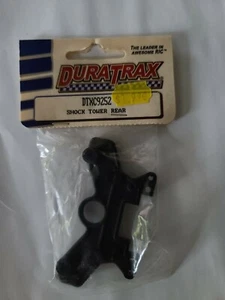 THE LEADER IN
AWESOME R/C
DURATRAX
DTXC9252
SHOCK TOWER REAR